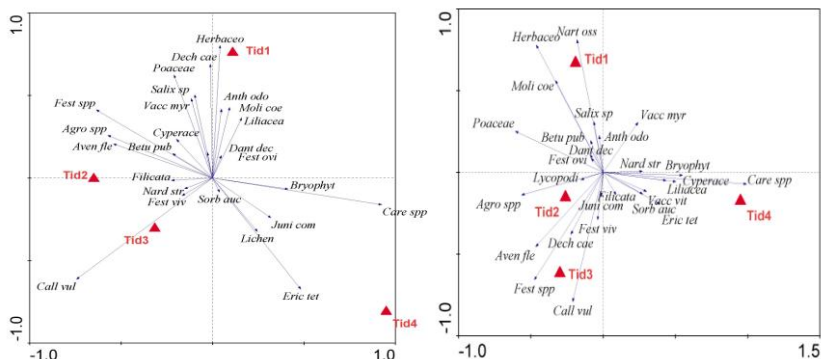 1.0
Herbaceo
Tid1
Dech cae
Poaceae
Salix sp
Vacc myr
Anth odo
Moli coe
Liliacea
Fest spp
Agro spp
Cyperace
Aven fle
Betu pub
Dant dec
Fest ovi
Tid2
Filicata
Nard str
Fest viv
Bryophyt
Sorb auc
Care spp
Tid3
Juni com
Lichen
Call vul
Eric tet
Tid4
-1.0
-1.0
1.0
1.0
Herbaceo
Nart oss
Tid1
Moli coe
Salix sp
Vacc myr
Poaceae
Betu pub
Anth odo
Dant dec
Fest ovi
Nard str
Bryophyt
Lycopodi
Cyperace
Care spp
Liliacea
Agro spp
Filcata
Vacc vit
Tid2
Juni com
Sorb auc
Tid4
Fest viv
Eric tet
Dech cae
Aven fle
Tid3
Fest spp
Call vul
-1.0
-1.0
1.5